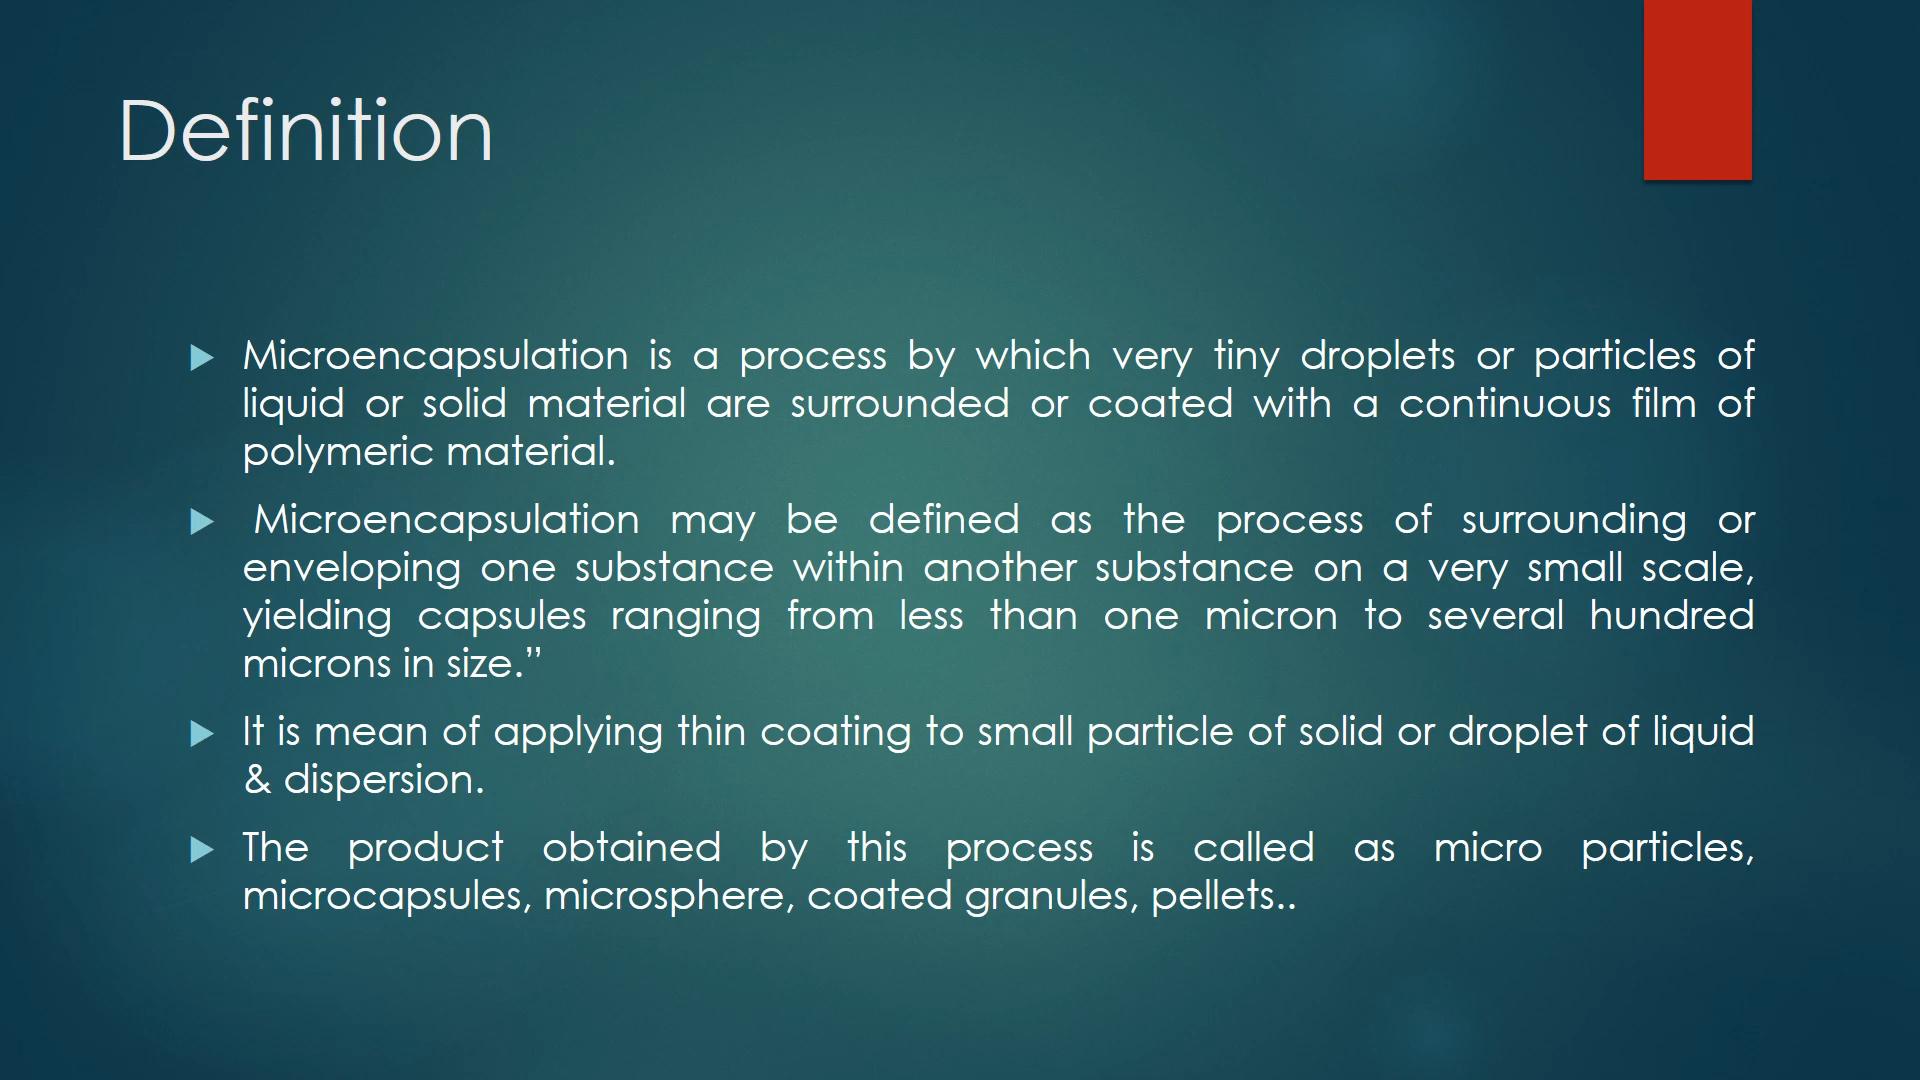 Definition
Microencapsulation is a process by which very tiny droplets or particles of
liquid or solid material are surrounded or coated with a continuous film of
polymeric material.
Microencapsulation may be defined as the process of surrounding or
enveloping one substance within another substance on a very small scale,
yielding capsules ranging from less than one micron to several hundred
microns in size.”
It is mean of applying thin coating to small particle of solid or droplet of liquid
& dispersion.
The product obtained by this process is called as micro particles,
microcapsules, microsphere, coated granules, pellets..